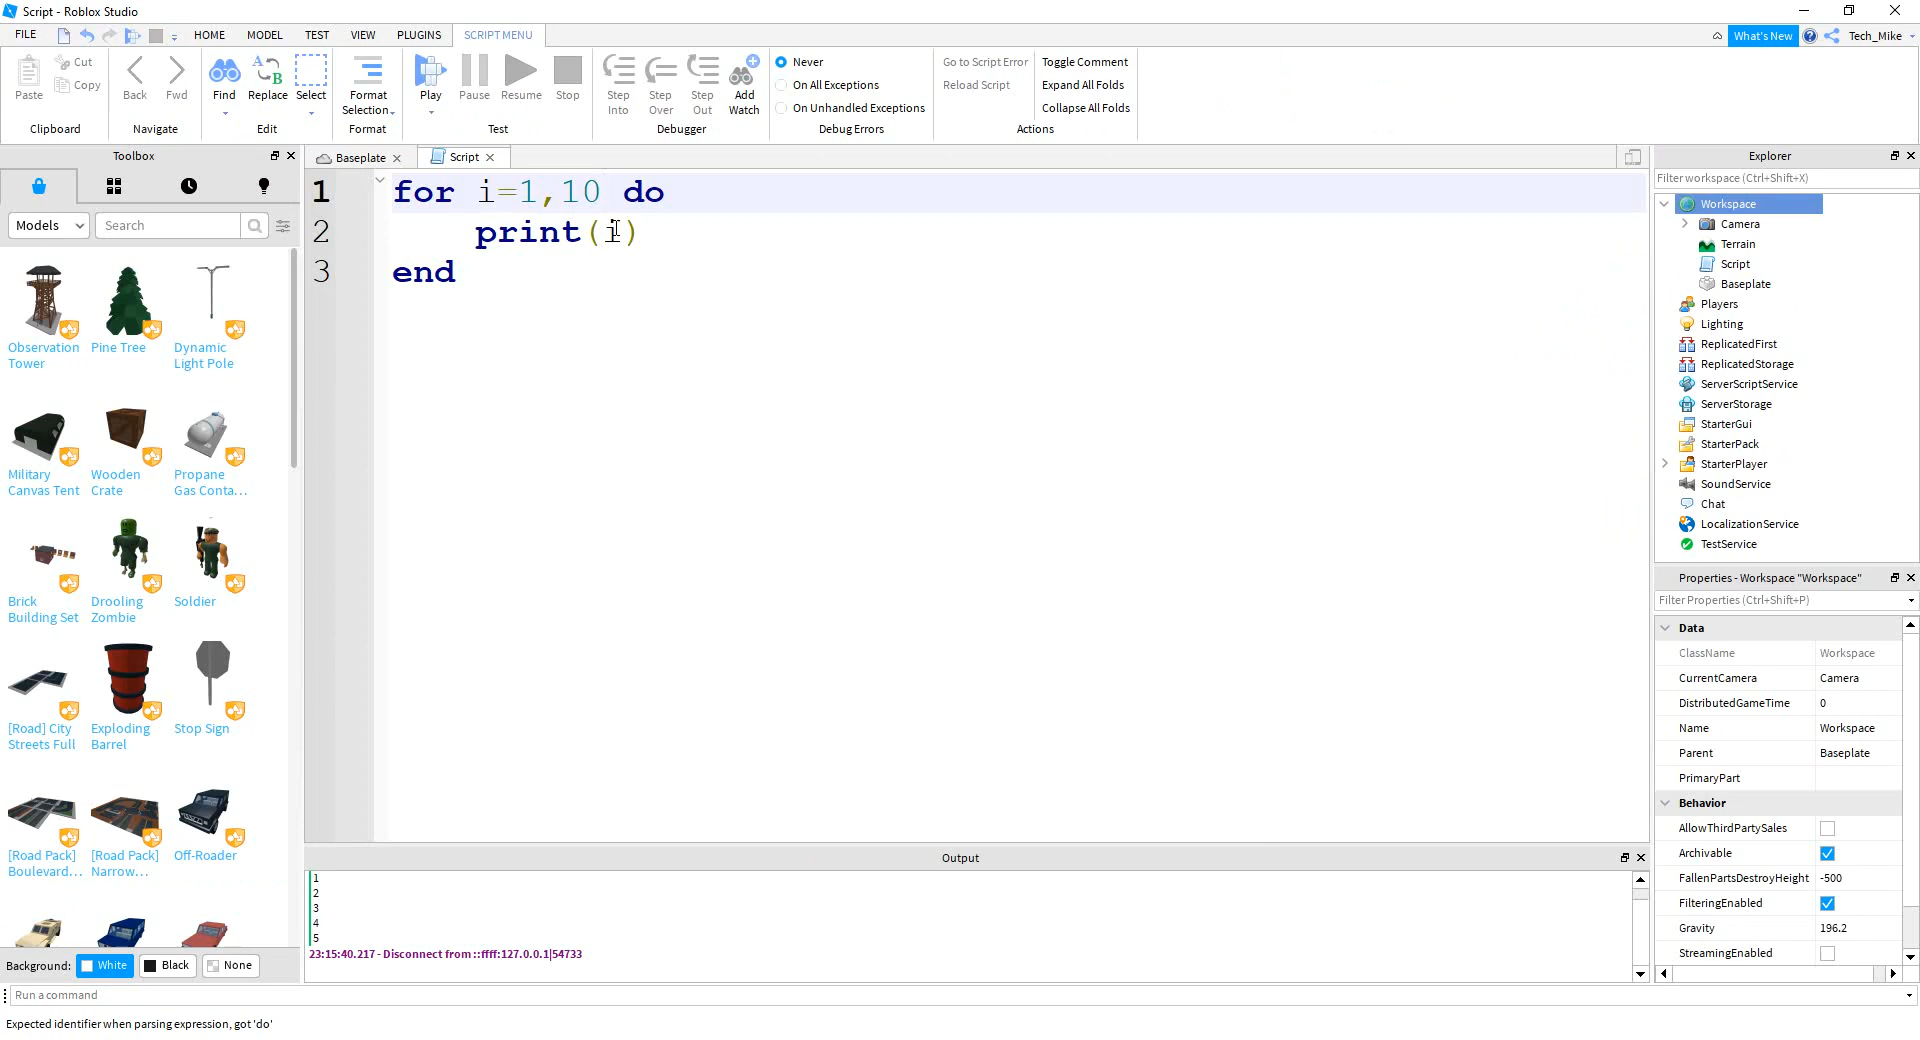 Script - Roblox Studio
FILE HOME MODEL TEST VIEW PLUGINS SCRIPT MENU What's New Tech_Mike
Paste Cut Copy
Clipboard
Back Fwd
Navigate
Find Replace Select
Edit
Format Selection
Format
Play Pause Resume Stop
Test
Step Into Step Over Step Out Add Watch
Debugger
Never
On All Exceptions
On Unhandled Exceptions
Debug Errors
Go to Script Error
Reload Script
Toggle Comment
Expand All Folds
Collapse All Folds
Actions
Toolbox
Models Search
Observation Tower
Pine Tree
Dynamic Light Pole
Military Canvas Tent
Wooden Crate
Propane Gas Conta...
Brick Building Set
Drooling Zombie
Soldier
[Road] City Streets Full
Exploding Barrel
Stop Sign
[Road Pack] Boulevard...
[Road Pack] Narrow...
Off-Roader
Background: White Black None
Baseplate Script
1 for i=1,10 do
2 print(i)
3 end
Output
1
2
3
4
5
23:15:40.217 - Disconnect from ::ffff:127.0.0.1|54733
Explorer
Filter workspace (Ctrl+Shift+X)
Workspace
Camera
Terrain
Script
Baseplate
Players
Lighting
ReplicatedFirst
ReplicatedStorage
ServerScriptService
ServerStorage
StarterGui
StarterPack
StarterPlayer
SoundService
Chat
LocalizationService
TestService
Properties - Workspace "Workspace"
Filter Properties (Ctrl+Shift+P)
Data
ClassName Workspace
CurrentCamera Camera
DistributedGameTime 0
Name Workspace
Parent Baseplate
PrimaryPart
Behavior
AllowThirdPartySales
Archivable
FallenPartsDestroyHeight -500
FilteringEnabled
Gravity 196.2
StreamingEnabled
Run a command
Expected identifier when parsing expression, got 'do'